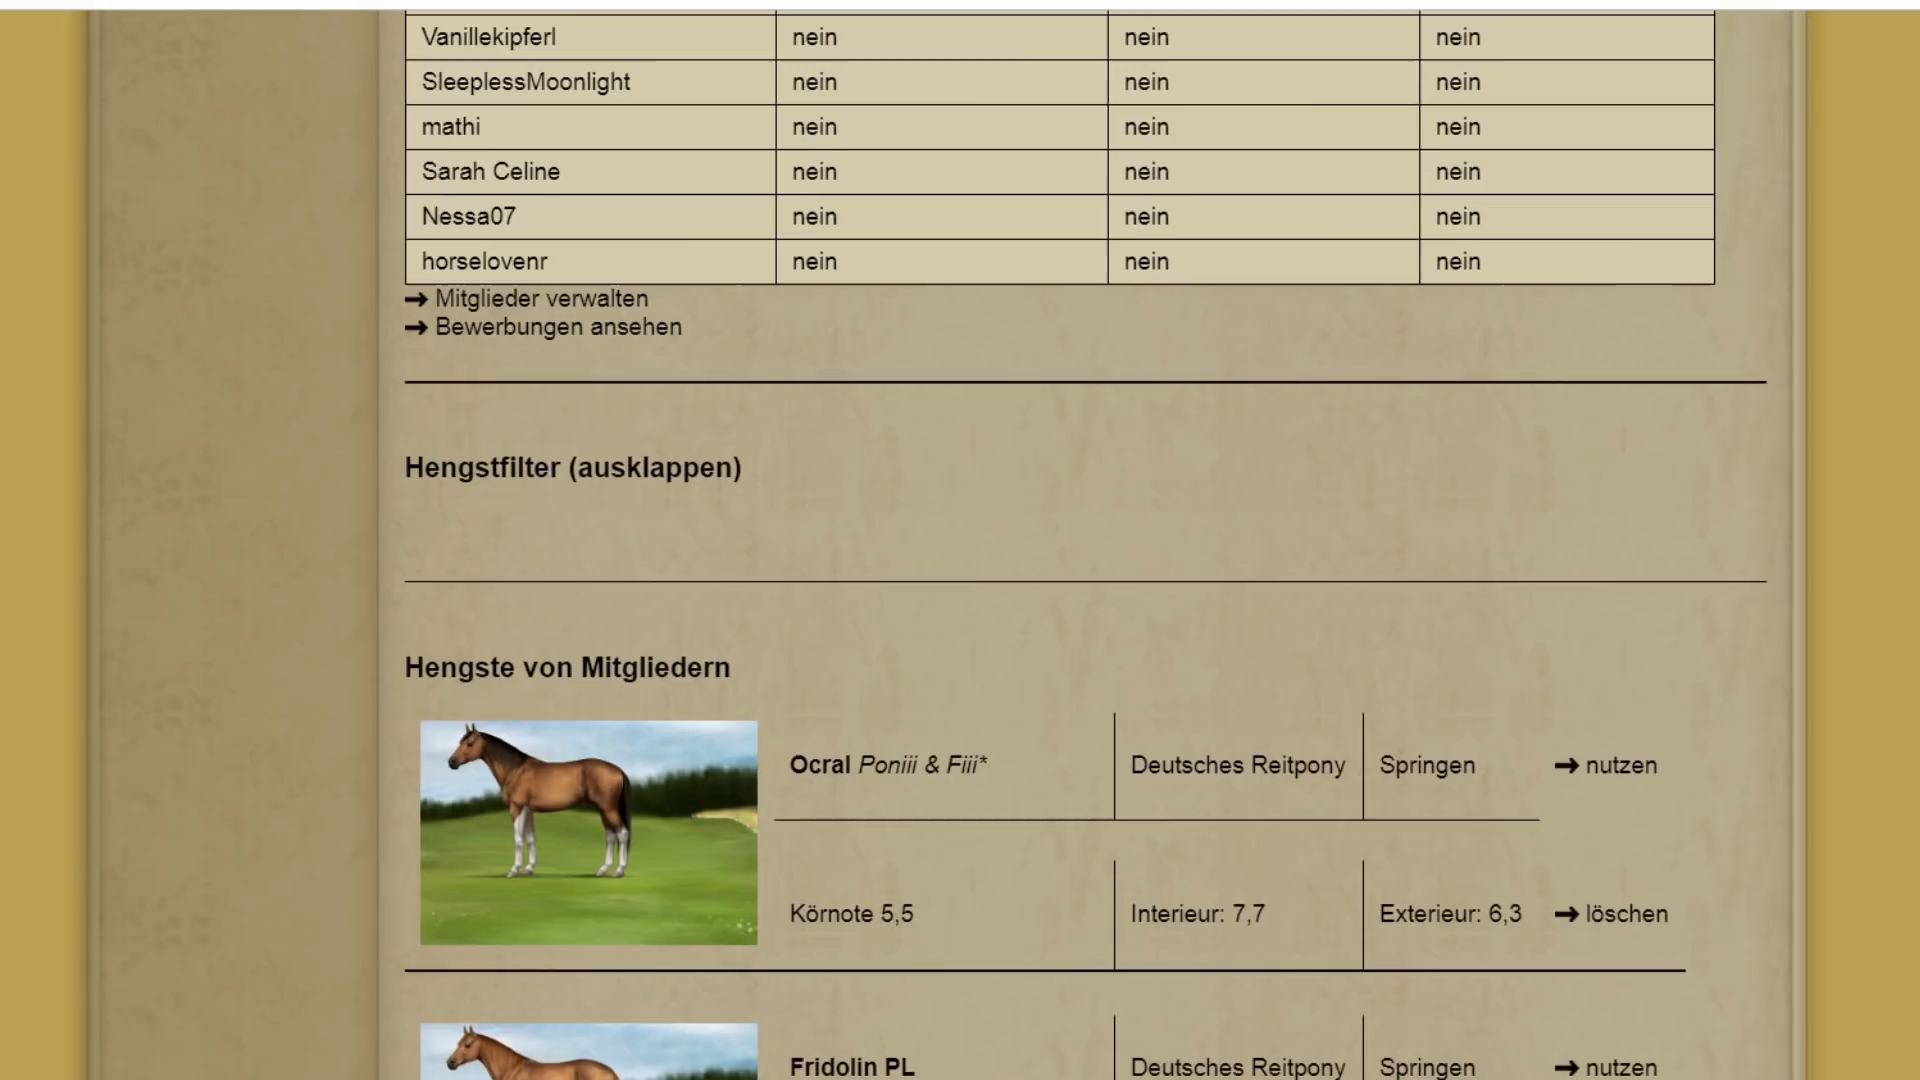 Vanillekipferl nein nein nein
SleeplessMoonlight nein nein nein
mathi nein nein nein
Sarah Celine nein nein nein
Nessa07 nein nein nein
horselovenr nein nein nein
→ Mitglieder verwalten
→ Bewerbungen ansehen
Hengstfilter (ausklappen)
Hengste von Mitgliedern
Ocral Poniii & Fiii* Deutsches Reitpony Springen → nutzen
Körnote 5,5 Interieur: 7,7 Exterieur: 6,3 → löschen
Fridolin PL Deutsches Reitpony Springen → nutzen